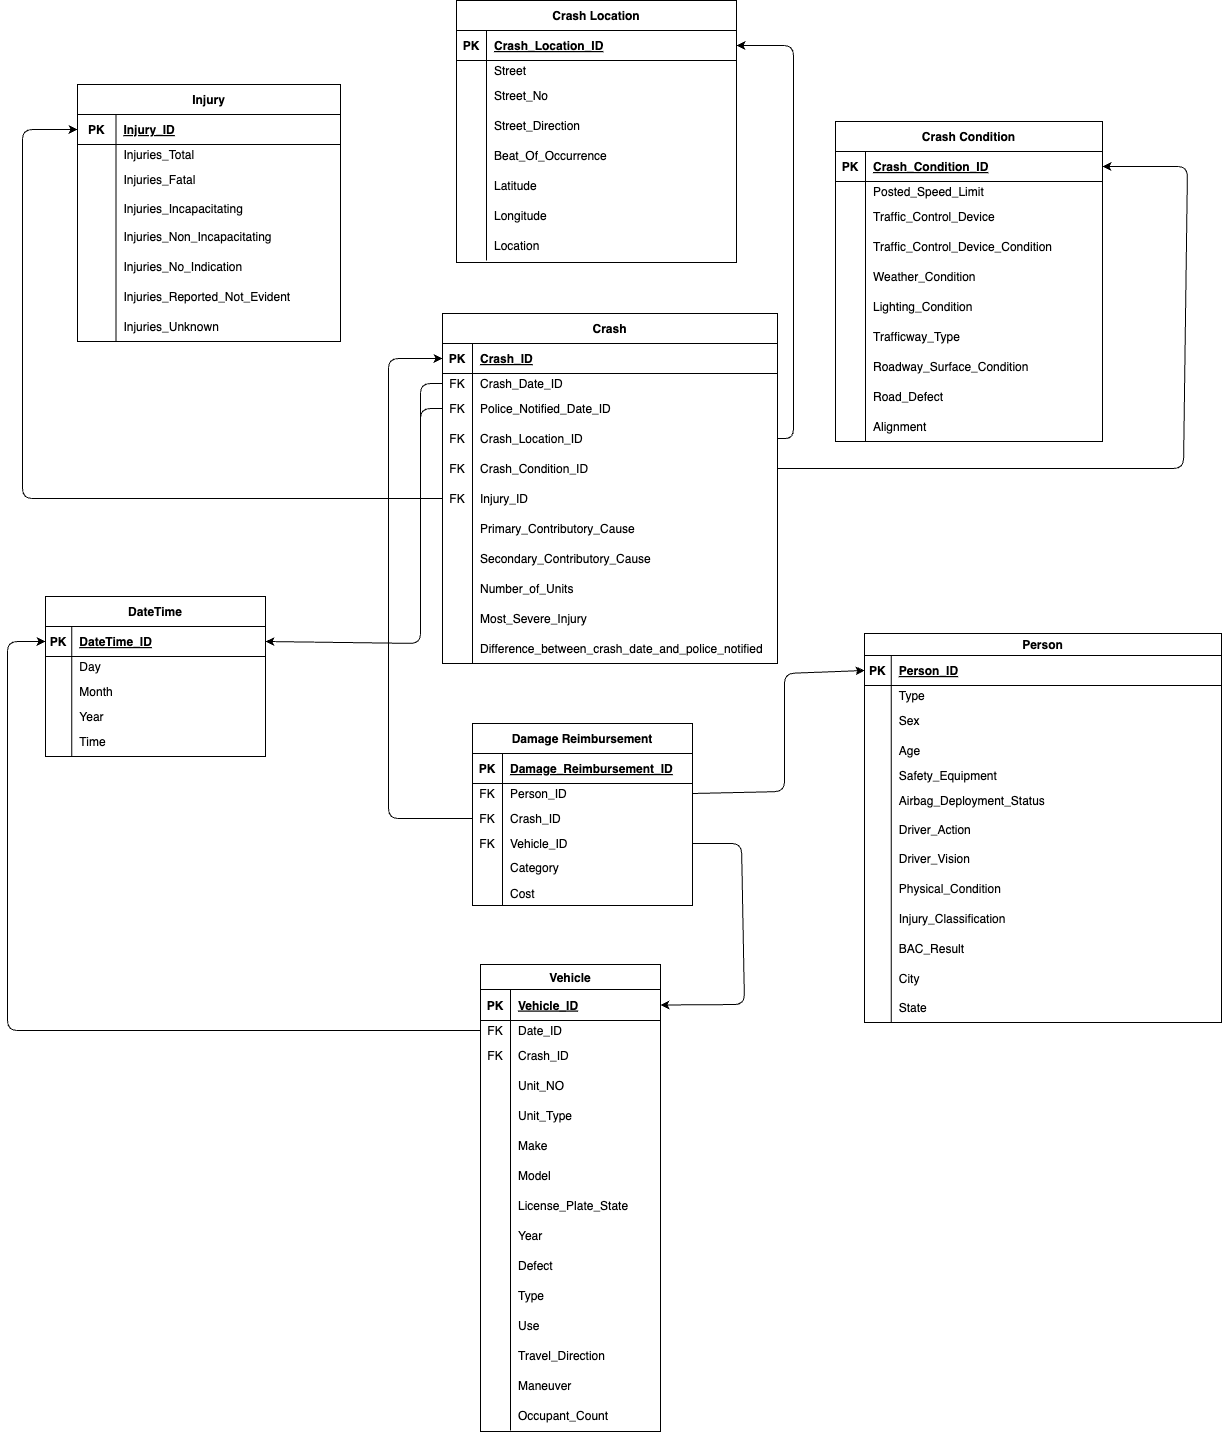 Crash Location
PK Crash_Location_ID
Street
Street_No
Street_Direction
Beat_Of_Occurrence
Latitude
Longitude
Location
Injury
PK Injury_ID
Injuries_Total
Injuries_Fatal
Injuries_Incapacitating
Injuries_Non_Incapacitating
Injuries_No_Indication
Injuries_Reported_Not_Evident
Injuries_Unknown
Crash Condition
PK Crash_Condition_ID
Posted_Speed_Limit
Traffic_Control_Device
Traffic_Control_Device_Condition
Weather_Condition
Lighting_Condition
Trafficway_Type
Roadway_Surface_Condition
Road_Defect
Alignment
Crash
PK Crash_ID
FK Crash_Date_ID
FK Police_Notified_Date_ID
FK Crash_Location_ID
FK Crash_Condition_ID
FK Injury_ID
Primary_Contributory_Cause
Secondary_Contributory_Cause
Number_of_Units
Most_Severe_Injury
Difference_between_crash_date_and_police_notified
DateTime
PK DateTime_ID
Day
Month
Year
Time
Person
PK Person_ID
Type
Sex
Age
Safety_Equipment
Airbag_Deployment_Status
Driver_Action
Driver_Vision
Physical_Condition
Injury_Classification
BAC_Result
City
State
Damage Reimbursement
PK Damage_Reimbursement_ID
FK Person_ID
FK Crash_ID
FK Vehicle_ID
Category
Cost
Vehicle
PK Vehicle_ID
FK Date_ID
FK Crash_ID
Unit_NO
Unit_Type
Make
Model
License_Plate_State
Year
Defect
Type
Use
Travel_Direction
Maneuver
Occupant_Count